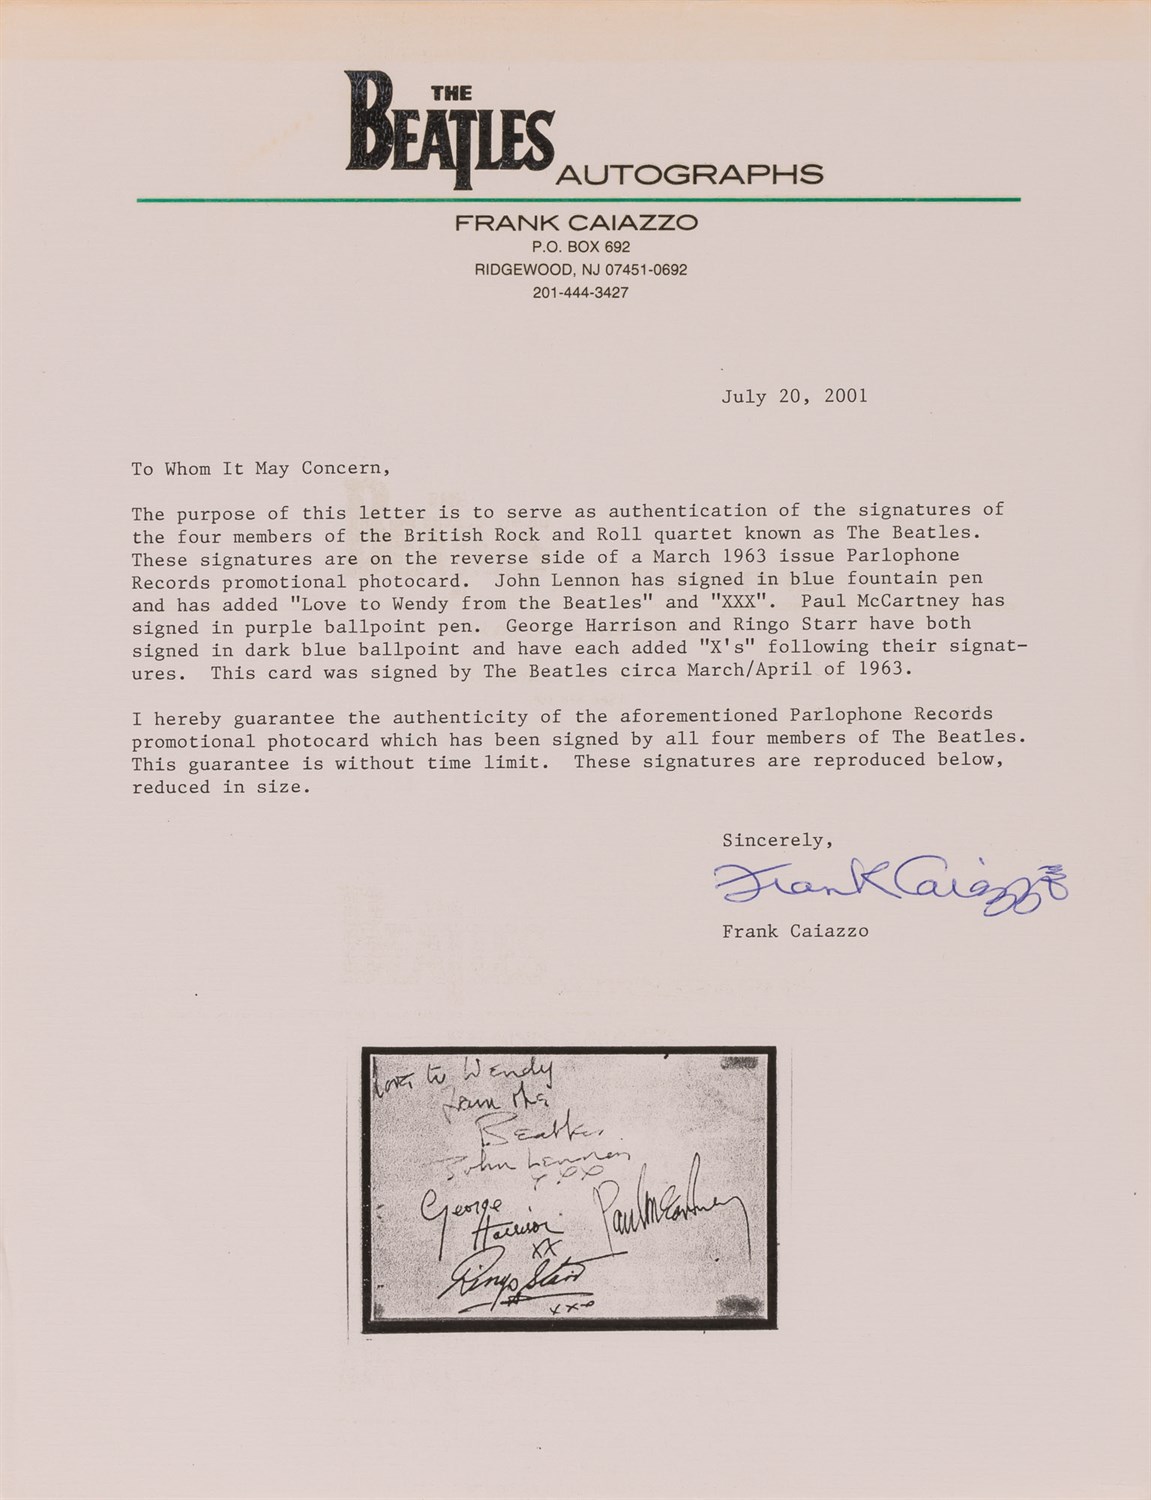 THE
BEATLES AUTOGRAPHS
FRANK CAIAZZO
P.O. BOX 692
RIDGEWOOD, NJ 07451-0692
201-444-3427
July 20, 2001
To Whom It May Concern,
The purpose of this letter is to serve as authentication of the signatures of
the four members of the British Rock and Roll quartet known as The Beatles.
These signatures are on the reverse side of a March 1963 issue Parlophone
Records promotional photocard. John Lennon has signed in blue fountain pen
and has added "Love to Wendy from the Beatles" and "XXX". Paul McCartney has
signed in purple ballpoint pen. George Harrison and Ringo Starr have both
signed in dark blue ballpoint and have each added "X's" following their signat-
ures. This card was signed by The Beatles circa March/April of 1963.
I hereby guarantee the authenticity of the aforementioned Parlophone Records
promotional photocard which has been signed by all four members of The Beatles.
This guarantee is without time limit. These signatures are reproduced below,
reduced in size.
Sincerely,
Frank Caiazzo
Frank Caiazzo
Love to Wendy
from the
Beatles
John Lennon
xxx
George
Harrison
xx
Paul McCartney
Ringo Starr
xxx